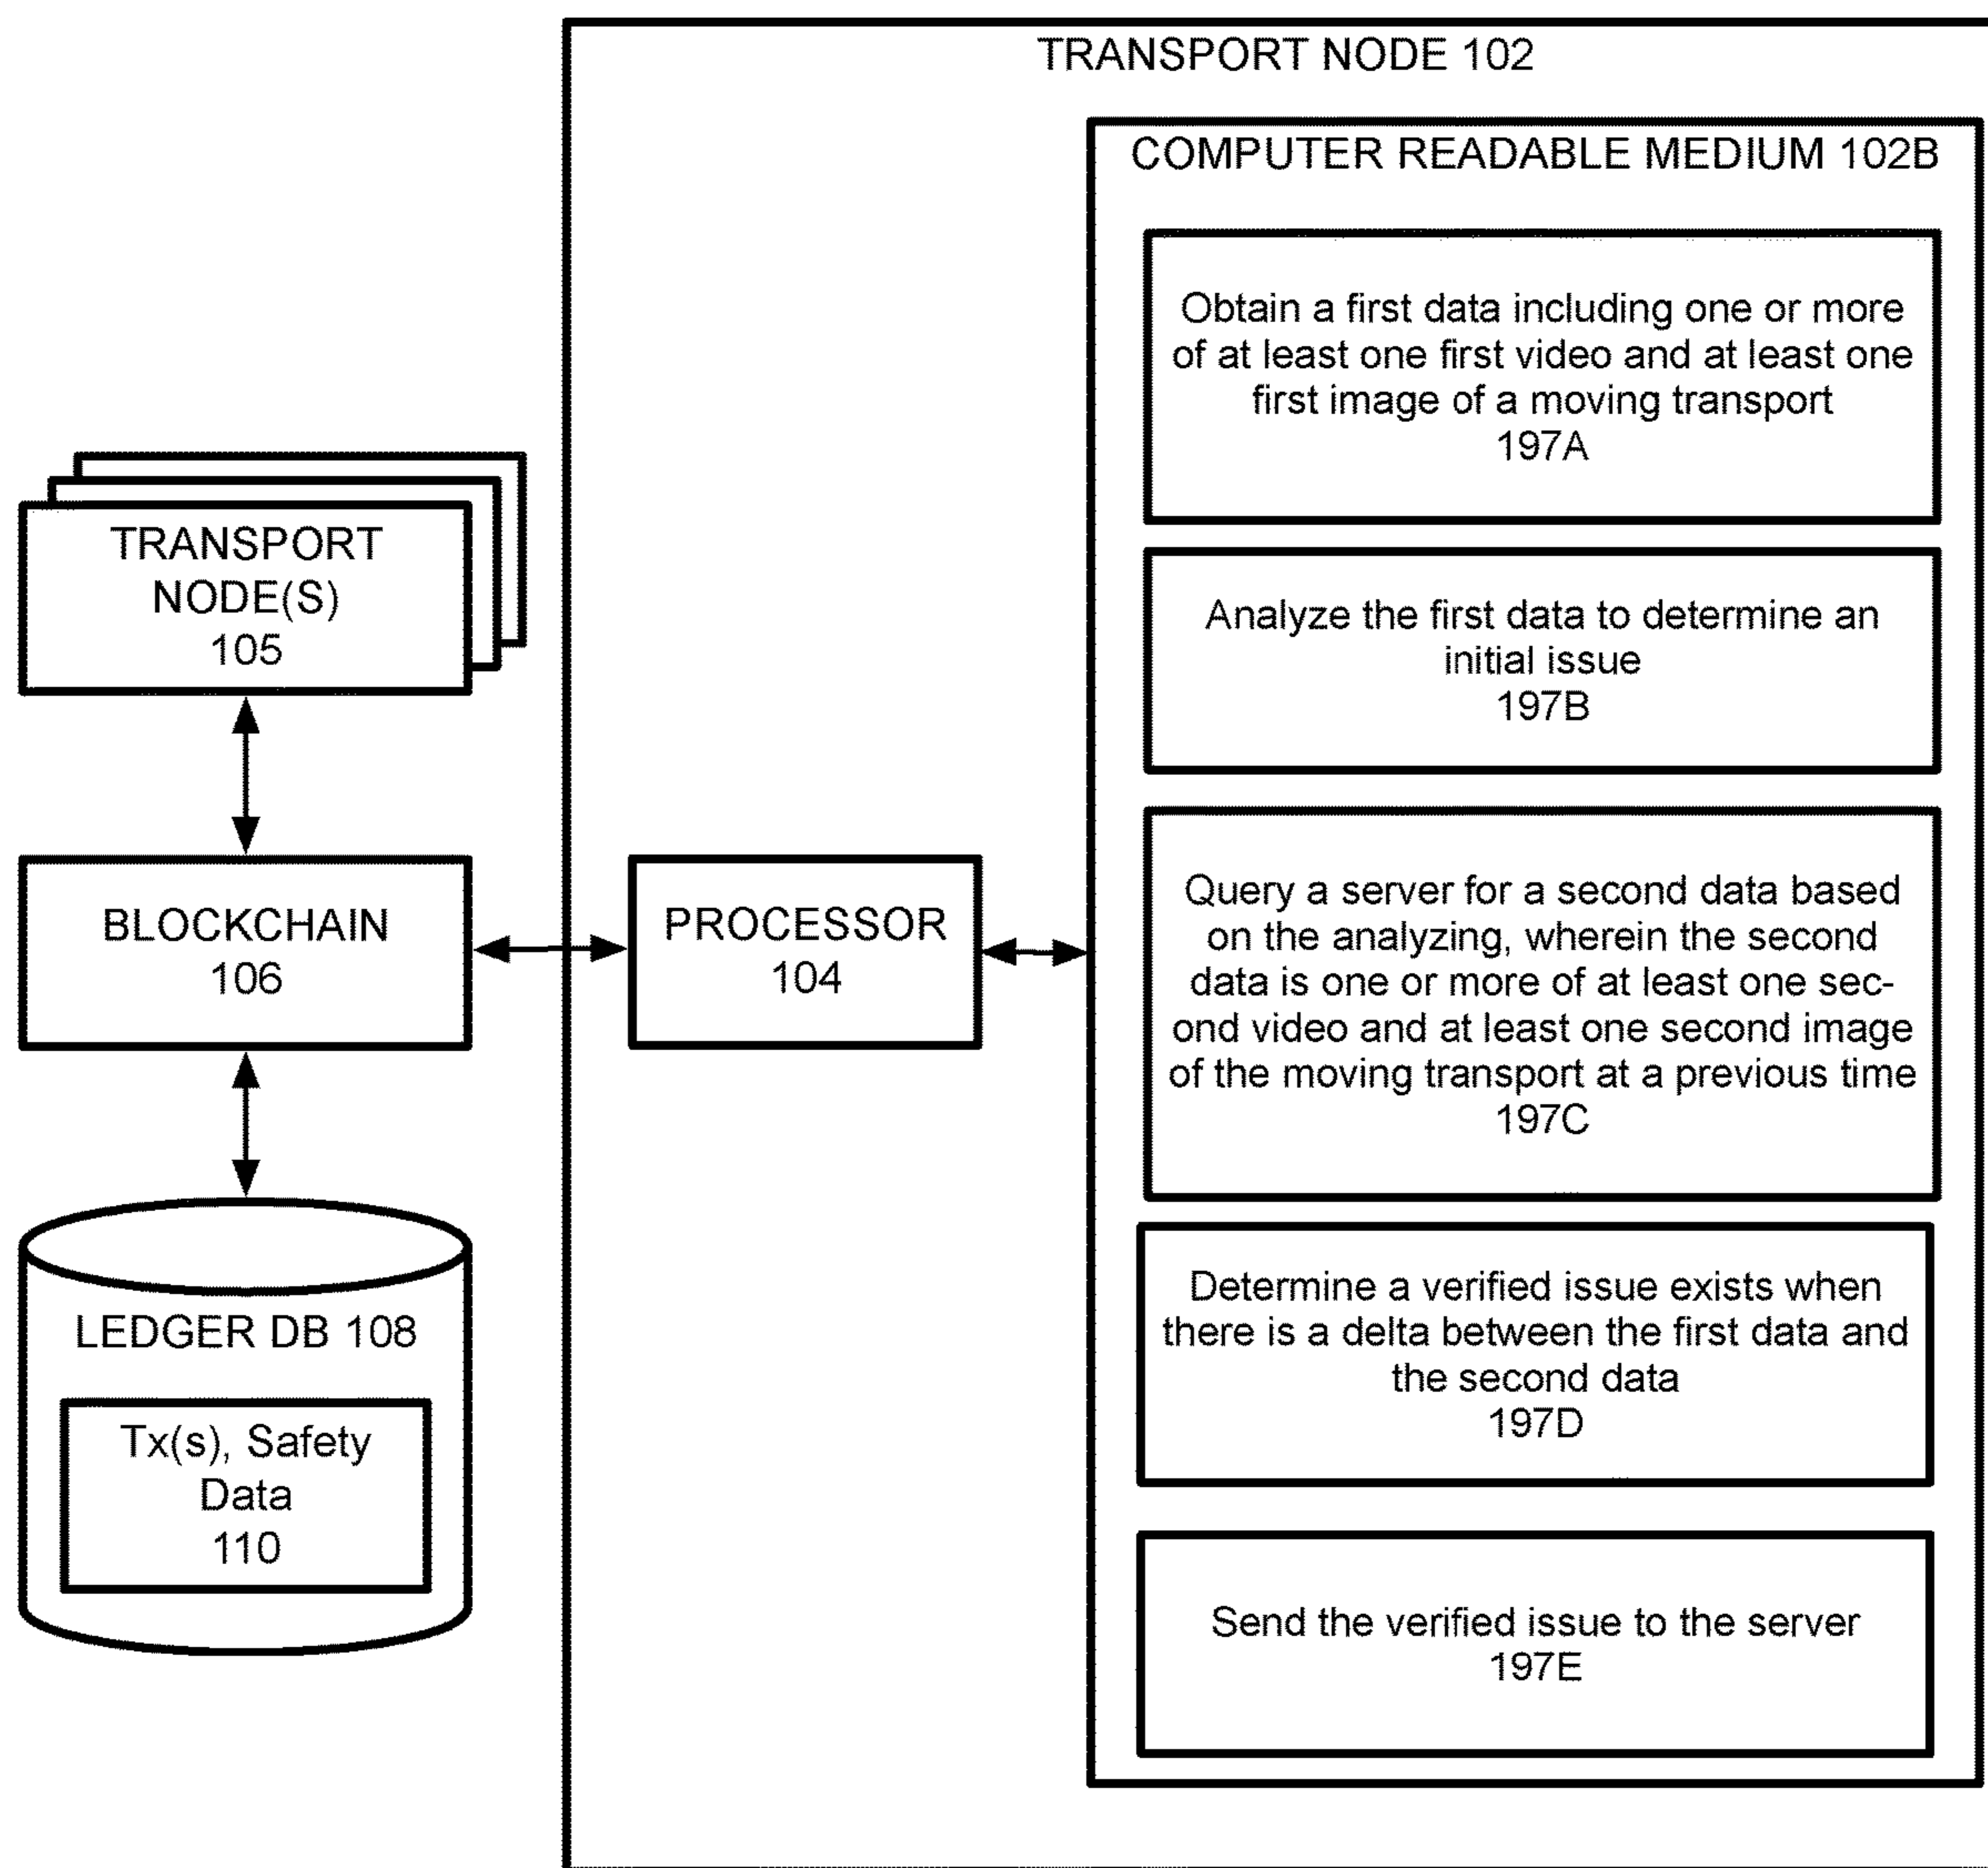 TRANSPORT NODE 102
COMPUTER READABLE MEDIUM 102B
Obtain a first data including one or more
of at least one first video and at least one
first image of a moving transport
197A
Analyze the first data to determine an
initial issue
197B
Query a server for a second data based
on the analyzing, wherein the second
data is one or more of at least one sec-
ond video and at least one second image
of the moving transport at a previous time
197C
Determine a verified issue exists when
there is a delta between the first data and
the second data
197D
Send the verified issue to the server
197E
TRANSPORT
NODE(S)
105
BLOCKCHAIN
106
PROCESSOR
104
LEDGER DB 108
Tx(s), Safety
Data
110